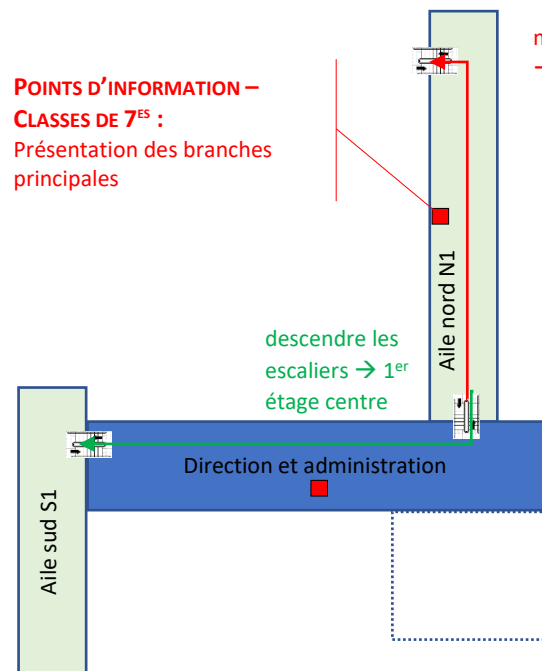 POINTS D'INFORMATION –
CLASSES DE 7ES :
Présentation des branches
principales
n
→
Aile nord N1
descendre les
escaliers → 1er
étage centre
Direction et administration
Aile sud S1